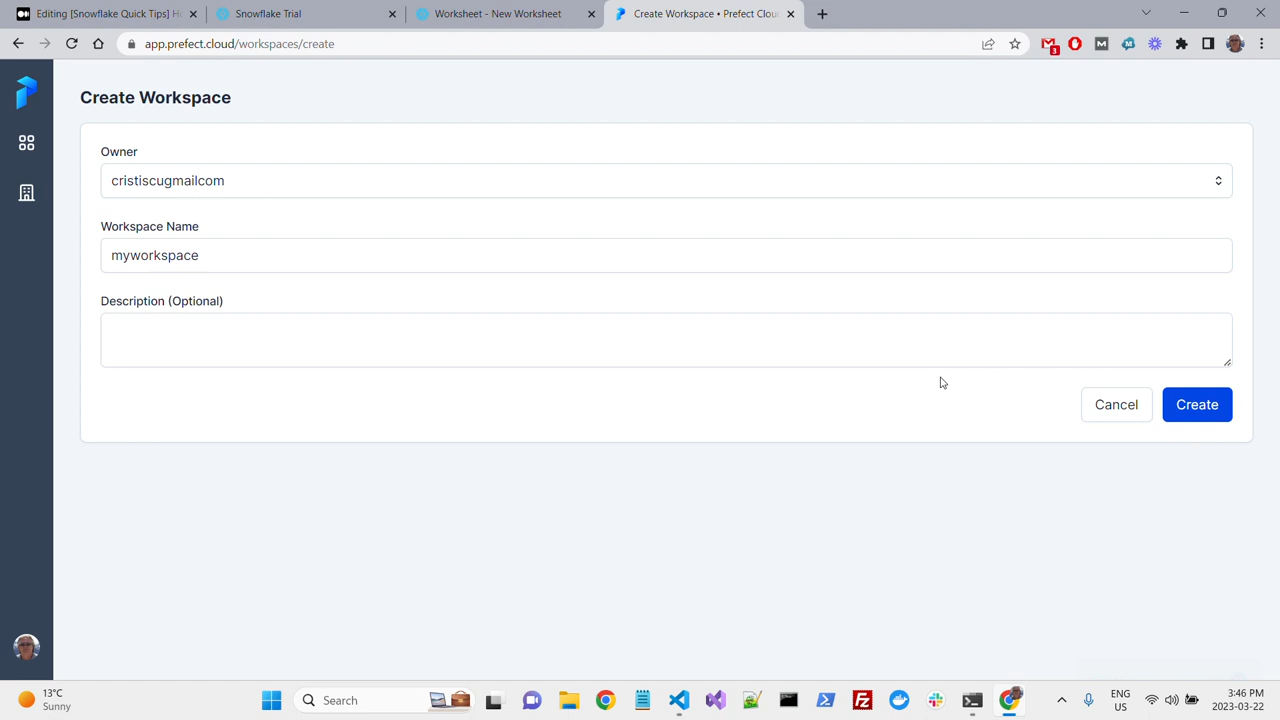 Editing [Snowflake Quick Tips] H
Snowflake Trial
Worksheet - New Worksheet
Create Workspace • Prefect Clou
app.prefect.cloud/workspaces/create
3
Create Workspace
Owner
cristiscugmailcom
Workspace Name
myworkspace
Description (Optional)
Cancel
Create
13°C
Sunny
Search
ENG
US
3:46 PM
2023-03-22